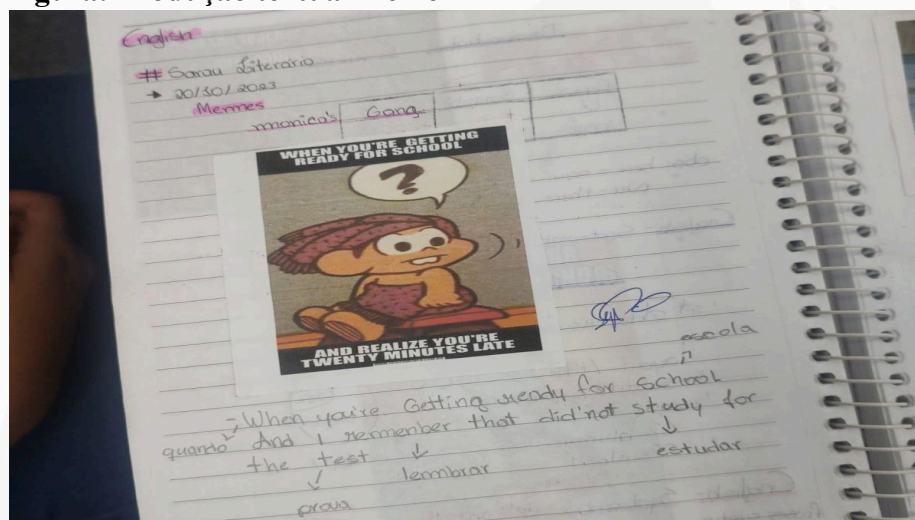 English
# Sarau Literário
→ 20/10/2023
Mermes
monica's Gang
WHEN YOU'RE GETTING
READY FOR SCHOOL
?
AND REALIZE YOU'RE
TWENTY MINUTES LATE
escola
- When you're Getting ready for School
quando And I remenber that did'not study for
the test lembrar estudar
prova